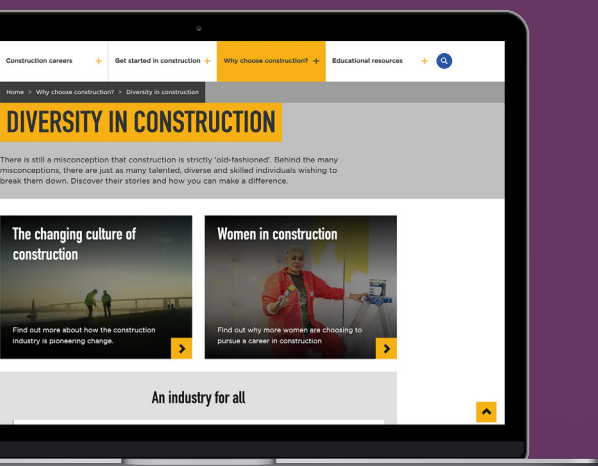 Construction careers + Get started in construction + Why choose construction? + Educational resources +
Home > Why choose construction? > Diversity in construction
DIVERSITY IN CONSTRUCTION
There is still a misconception that construction is strictly 'old-fashioned'. Behind the many
misconceptions, there are just as many talented, diverse and skilled individuals wishing to
break them down. Discover their stories and how you can make a difference.
The changing culture of
construction
Find out more about how the construction
industry is pioneering change.
Women in construction
Find out why more women are choosing to
pursue a career in construction
An industry for all